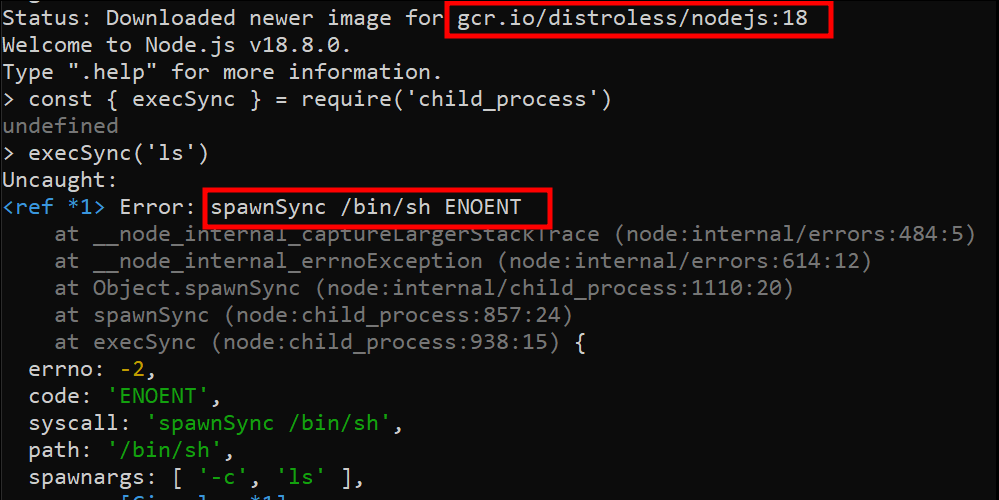 Status: Downloaded newer image for gcr.io/distroless/nodejs:18
Welcome to Node.js v18.8.0.
Type ".help" for more information.
> const { execSync } = require('child_process')
undefined
> execSync('ls')
Uncaught:
<ref *1> Error: spawnSync /bin/sh ENOENT
    at __node_internal_captureLargerStackTrace (node:internal/errors:484:5)
    at __node_internal_errnoException (node:internal/errors:614:12)
    at Object.spawnSync (node:internal/child_process:1110:20)
    at spawnSync (node:child_process:857:24)
    at execSync (node:child_process:938:15) {
  errno: -2,
  code: 'ENOENT',
  syscall: 'spawnSync /bin/sh',
  path: '/bin/sh',
  spawnargs: [ '-c', 'ls' ],